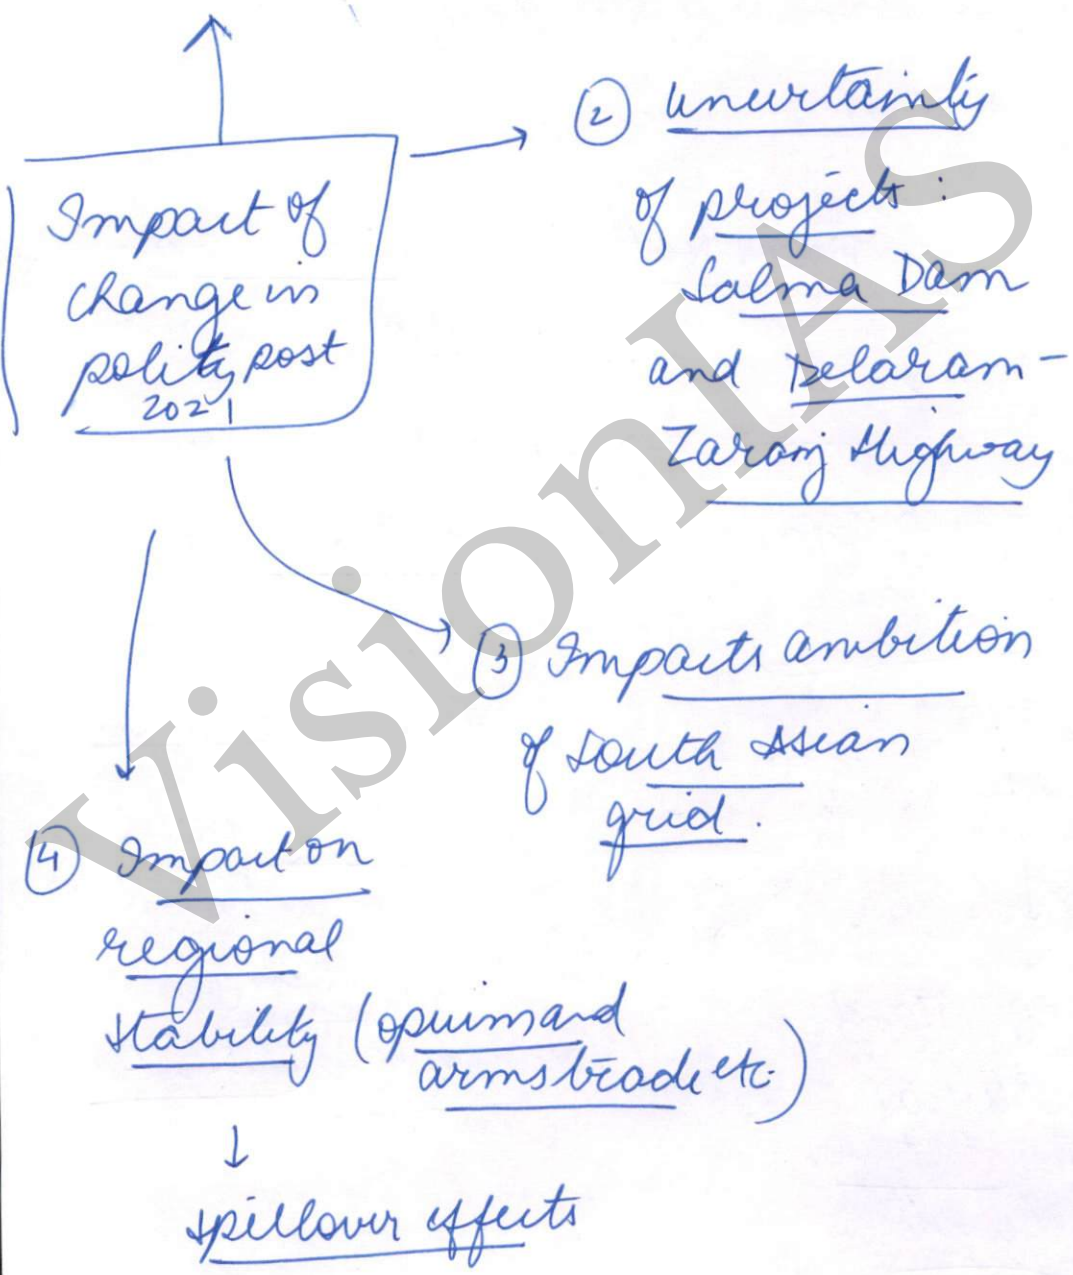 Impact of
change in
polity post
2021
② uncertainty
of projects :
Salma Dam
and Delaram-
Zaranj Highway
③ Impacts ambition
of South Asian
grid.
④ Impact on
regional
stability (opuim and
arms trade etc.)
↓
spillover effects
VisionIAS